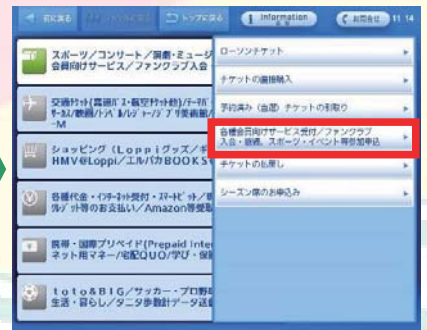 前に戻る
トップに戻る
Information
お問合せ
11 14
スポーツ/コンサート/演劇・ミュージ
会員向けサービス/ファンクラブ入会
交通
サーカス/映画
-M
ショッピング (Loppiグッズ/
HMV@Loppi/エルパカBOOKS
各種代金・インターネット受付・スマートピット/
等のお支払い/Amazon等受取
携帯・国際プリペイド(Prepaid Inte
ネット用マネー/宅配QUO/学び・保
toto&BIG/サッカー・プロ野
生活・暮らし/タニタ歩数計データ送
ローソンチケット
チケットの直接購入
予約済み (当選) チケットの引取り
各種会員向けサービス受付/ファンクラブ
入会・継続、スポーツ・イベント等参加申込
チケットの払戻し
シーズン席のお申込み